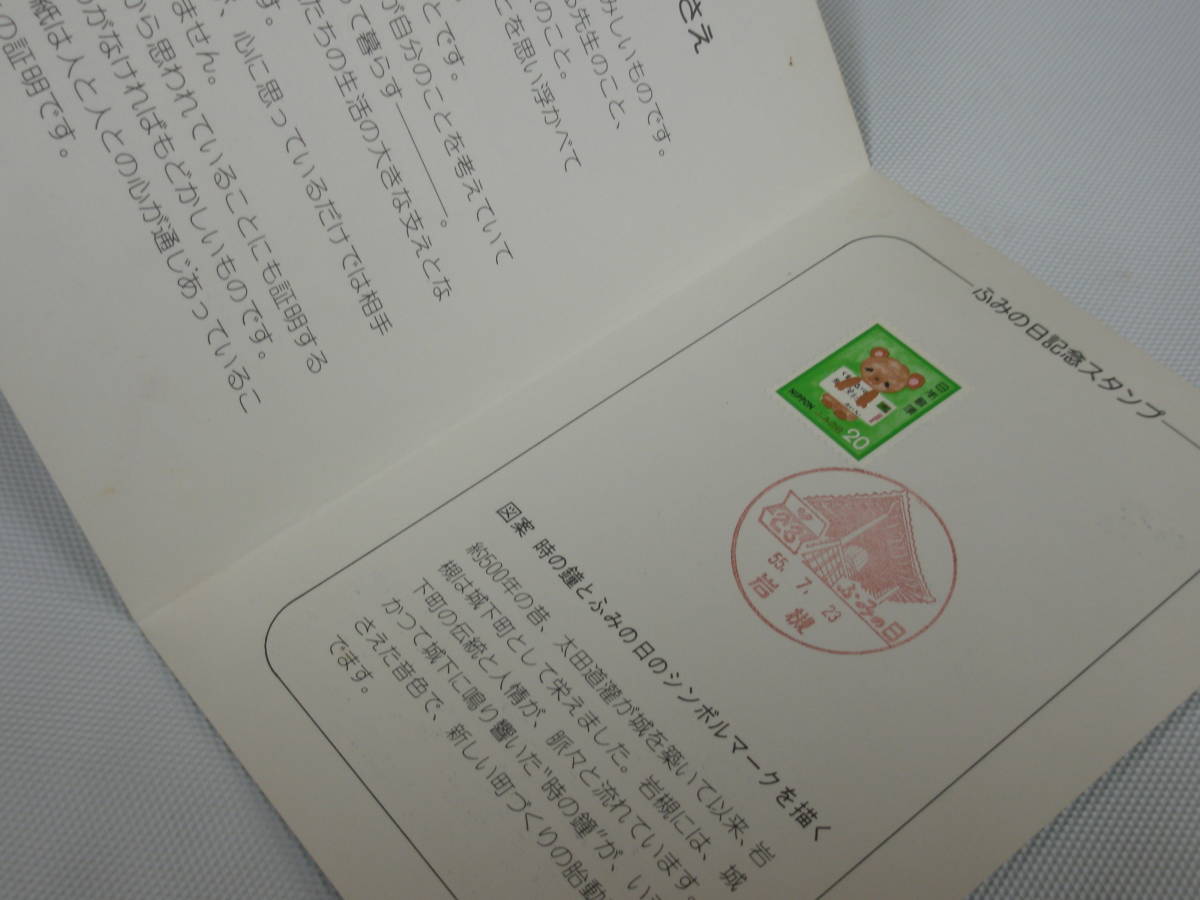 さえ
みしいものです。
先生のこと、
のこと。
とを思い浮かべて
とです。
が自分のことを考えていて
って暮らす――――。
たちの生活の大きな支えとな
す。
、心に思っているだけでは相手
ません。
から思われていることにも証明する
がなければもどかしいものです。
紙は人と人との心が通じあっているこ
の証明です。
ふみの日記念スタンプ
日本郵便
NIPPON
20
55.7.23
岩槻
ふみの日
図案 時の鐘とふみの日のシンボルマークを描く
約500年の昔、太田道灌が城を築いて以来、岩
槻は城下町として栄えました。岩槻には、城
下町の伝統と人情が、脈々と流れています。
かつて城下に鳴り響いた"時の鐘"が、い
さえた音色で、新しい町づくりの胎動
でます。